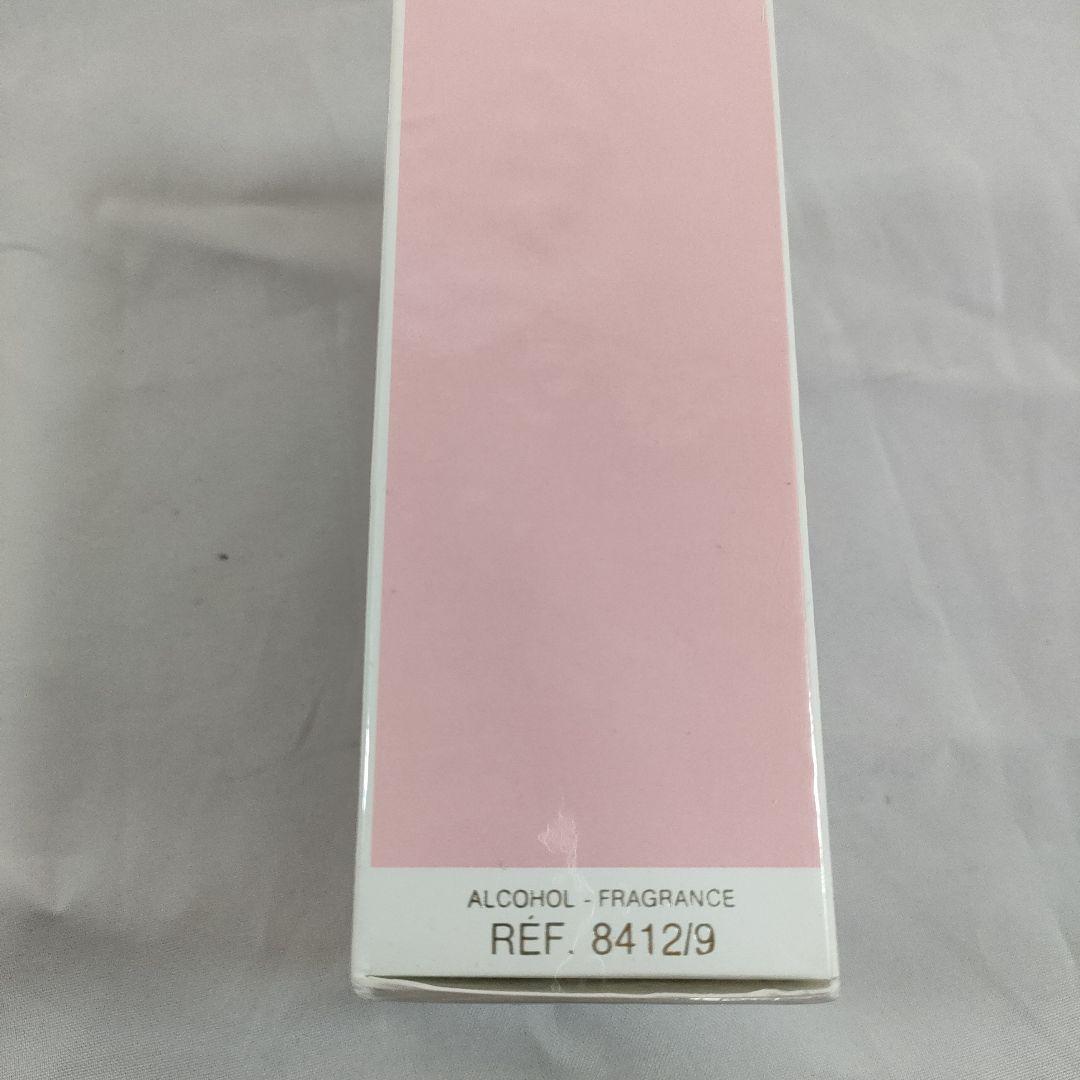 ALCOHOL - FRAGRANCE
RÉF. 8412/9